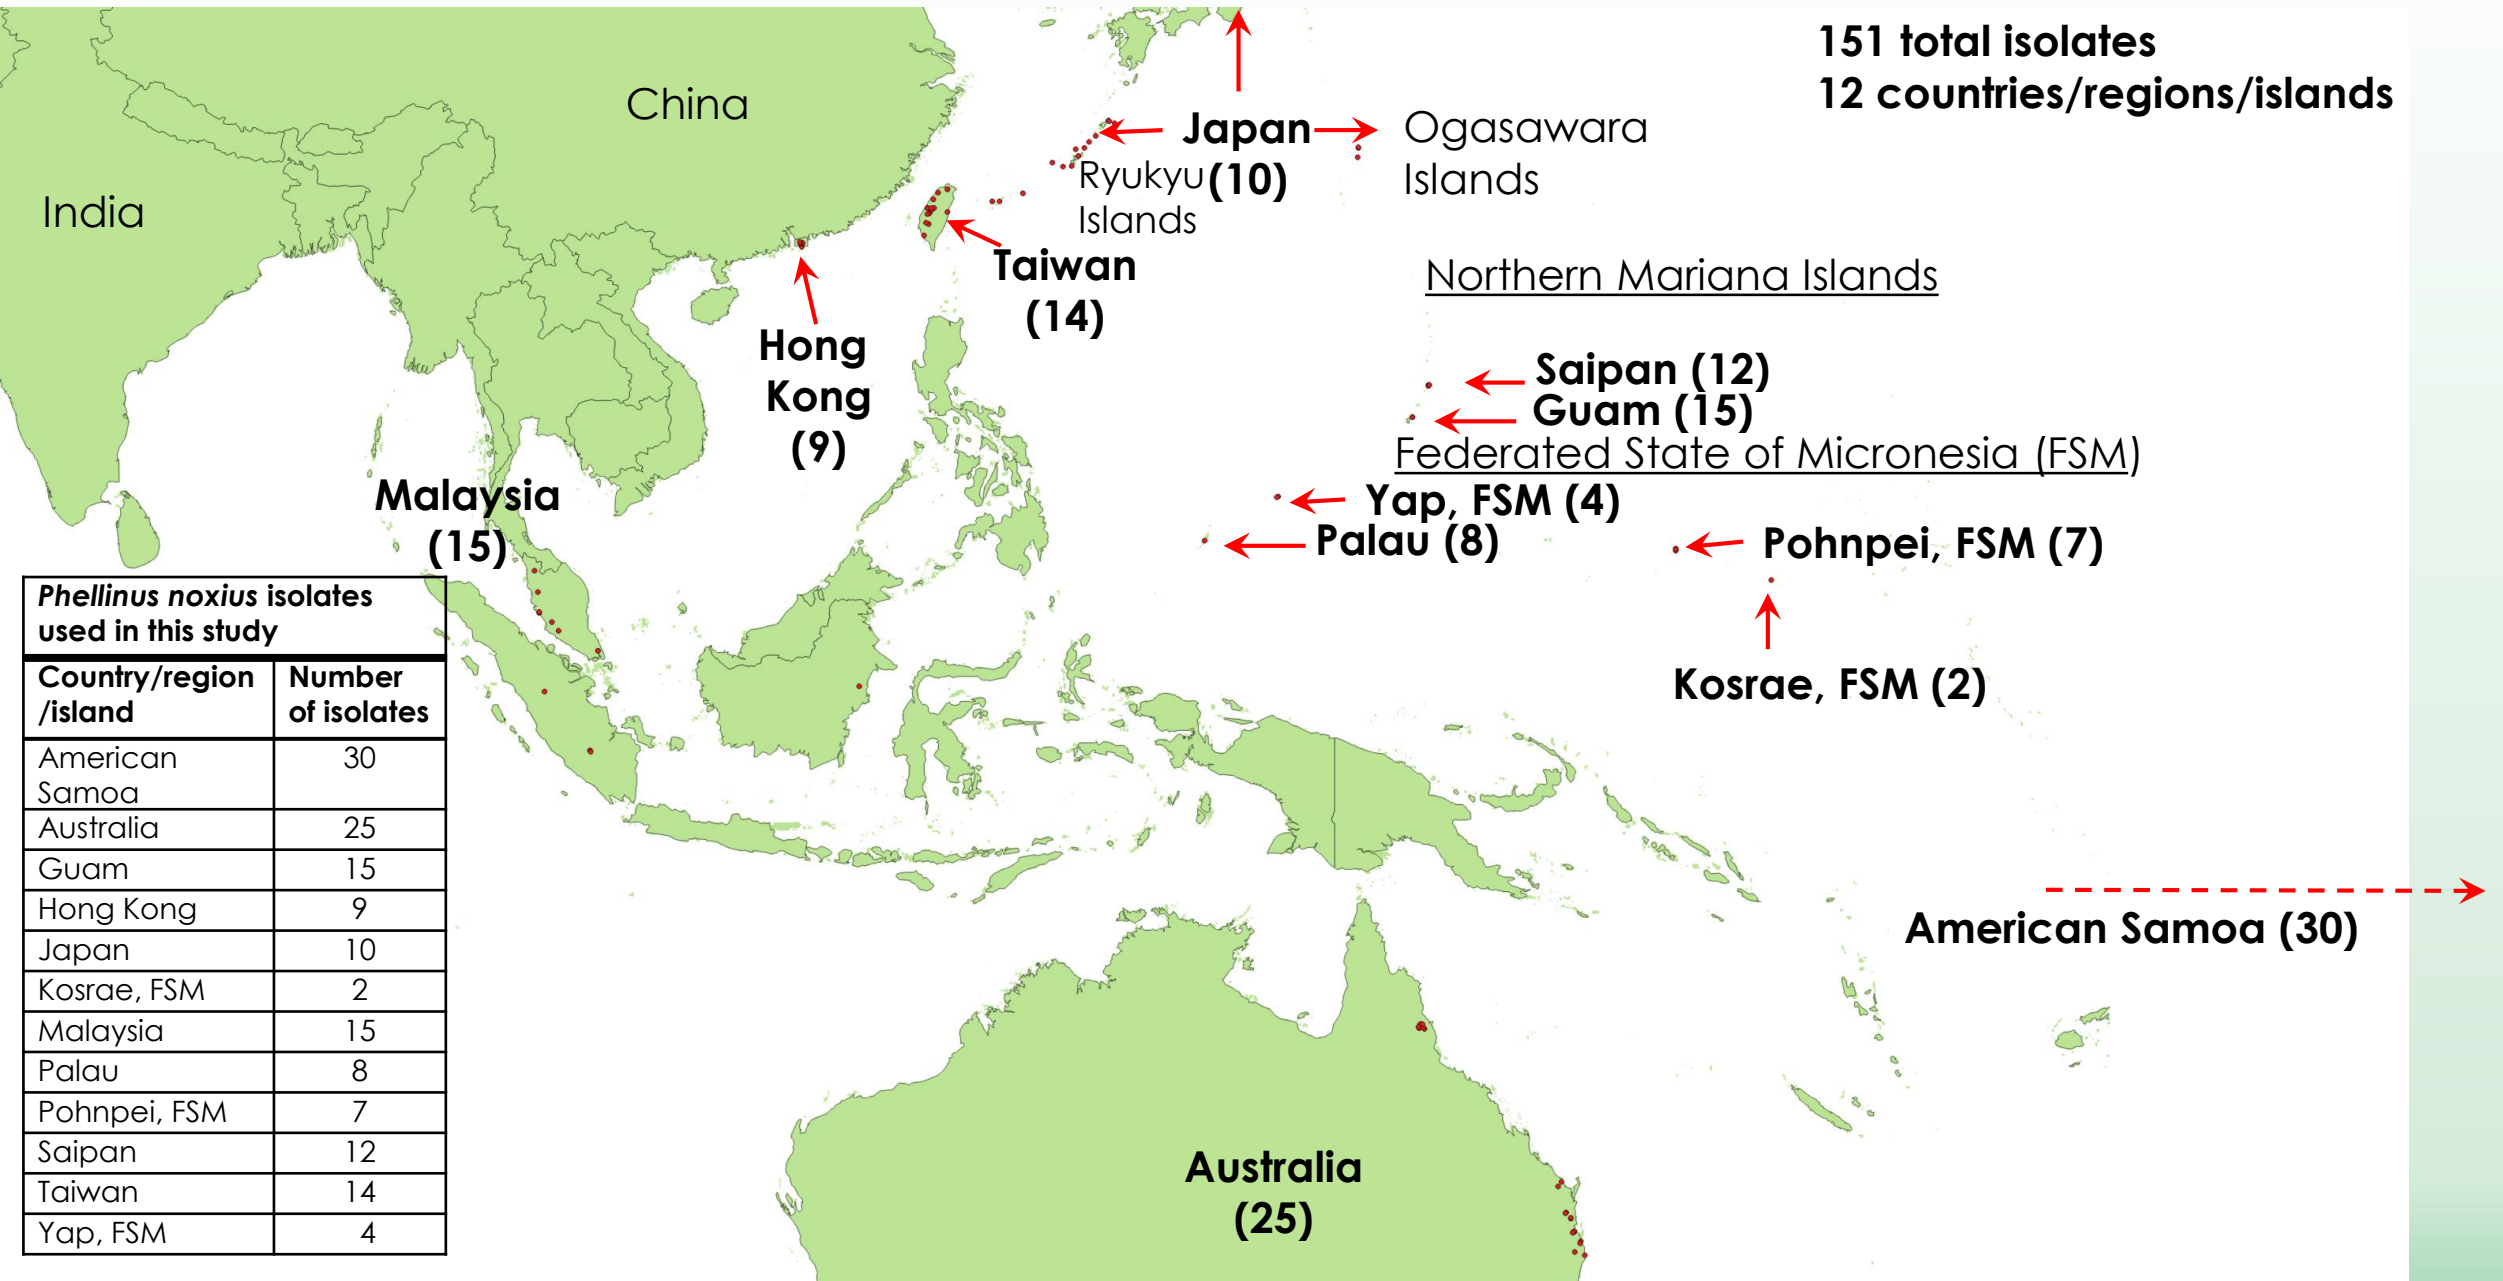 151 total isolates
12 countries/regions/islands
China
India
Japan
(10)
Ogasawara
Islands
Ryukyu
Islands
Taiwan
(14)
Hong
Kong
(9)
Northern Mariana Islands
Saipan (12)
Guam (15)
Federated State of Micronesia (FSM)
Yap, FSM (4)
Palau (8)
Pohnpei, FSM (7)
Kosrae, FSM (2)
Malaysia
(15)
American Samoa (30)
Australia
(25)
Phellinus noxius isolates
used in this study
Country/region
/island
Number
of isolates
American
Samoa
30
Australia 25
Guam 15
Hong Kong 9
Japan 10
Kosrae, FSM 2
Malaysia 15
Palau 8
Pohnpei, FSM 7
Saipan 12
Taiwan 14
Yap, FSM 4